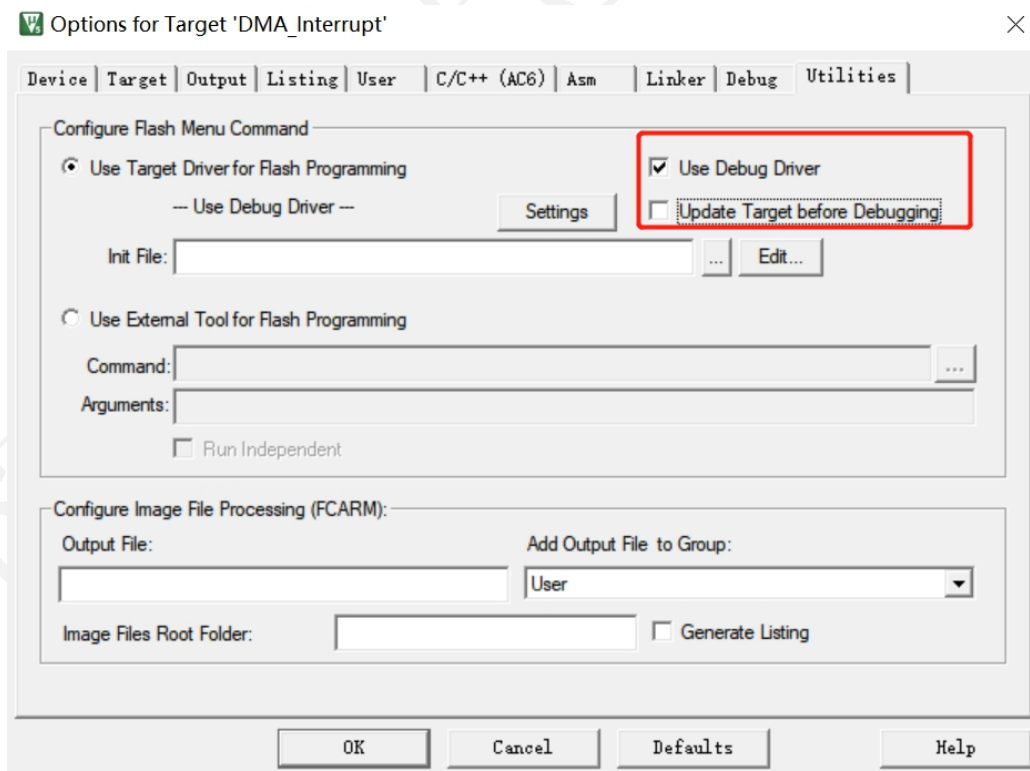 Options for Target 'DMA_Interrupt'
Device Target Output Listing User C/C++ (AC6) Asm Linker Debug Utilities
Configure Flash Menu Command
Use Target Driver for Flash Programming
Use Debug Driver
--- Use Debug Driver ---
Settings
Update Target before Debugging
Init File:
...
Edit...
Use External Tool for Flash Programming
Command:
...
Arguments:
Run Independent
Configure Image File Processing (FCARM):
Output File:
Add Output File to Group:
User
Image Files Root Folder:
Generate Listing
OK Cancel Defaults Help